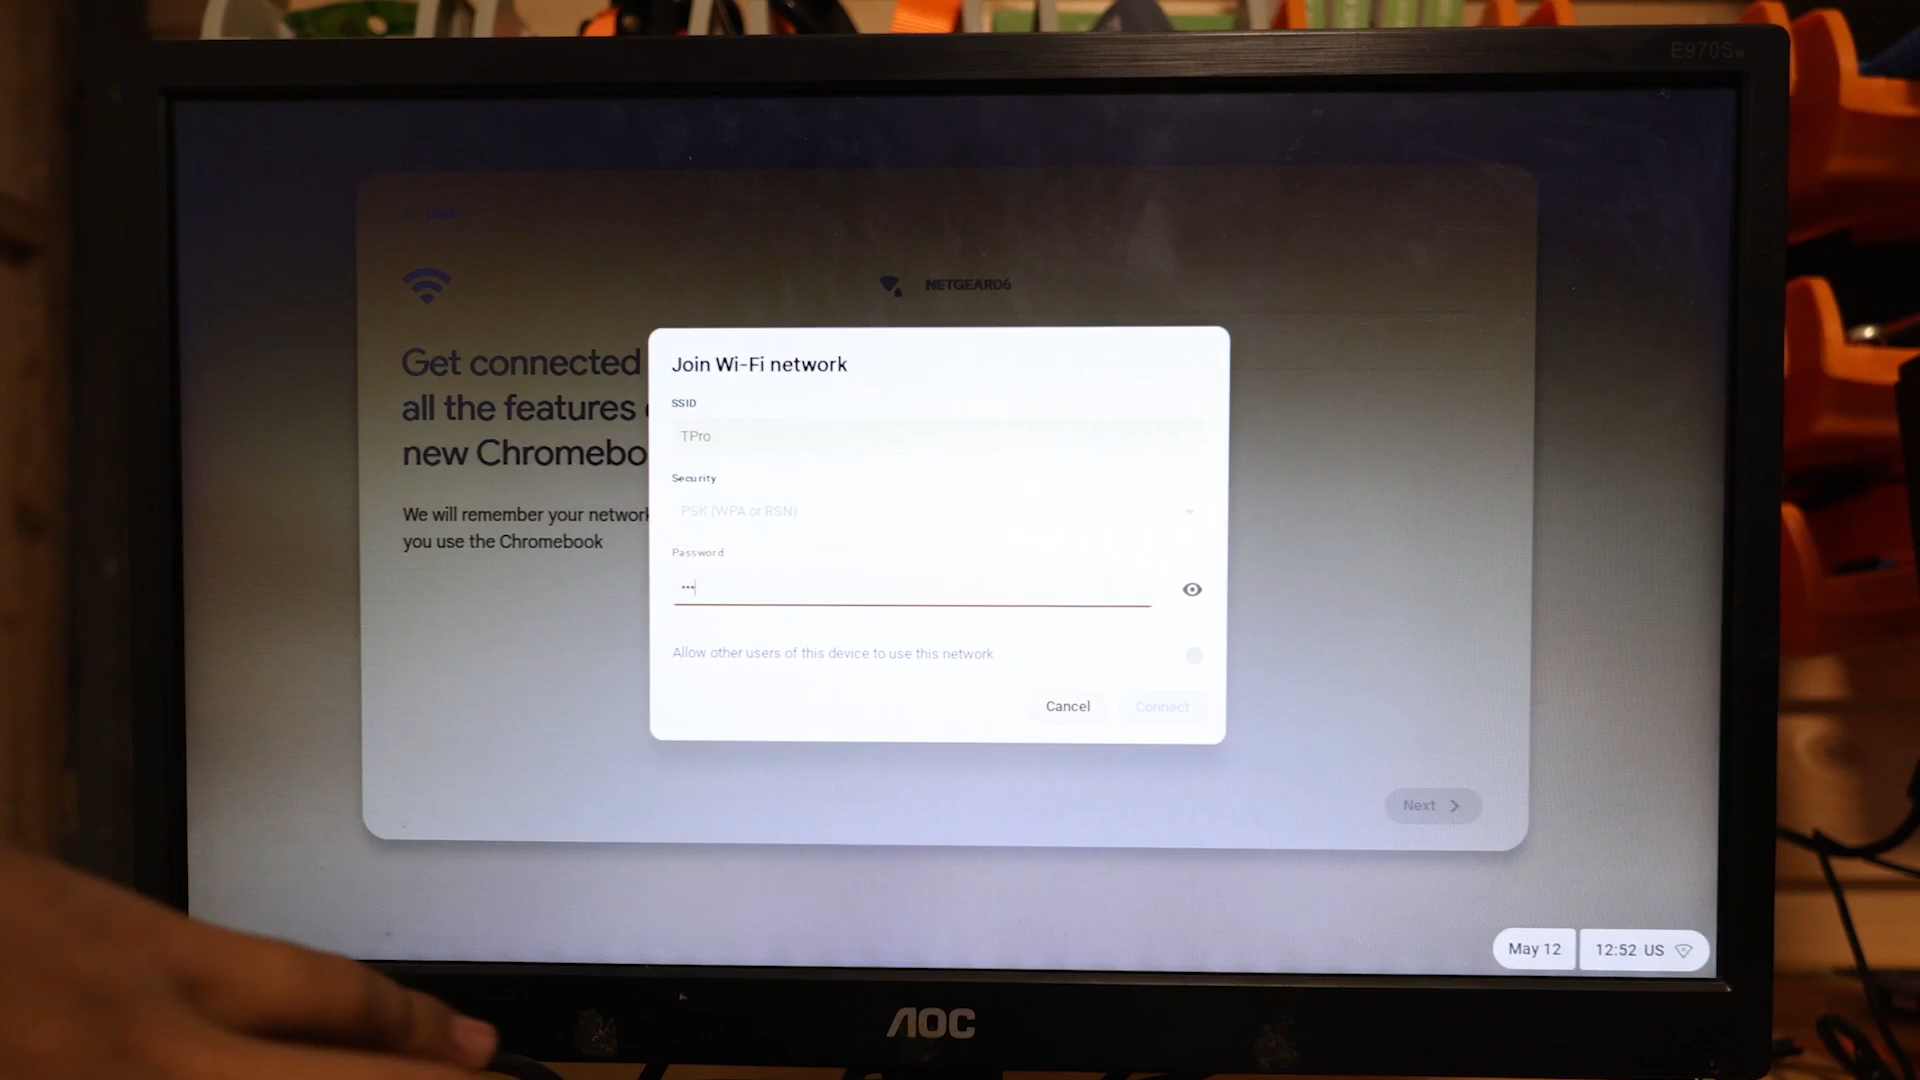 E970Sw
Back
NETGEAR06
Get connected
all the features
new Chromebo
We will remember your network
you use the Chromebook
Join Wi-Fi network
SSID
TPro
Security
PSK (WPA or RSN)
Password
•••
Allow other users of this device to use this network
Cancel
Connect
Next
May 12
12:52 US
AOC